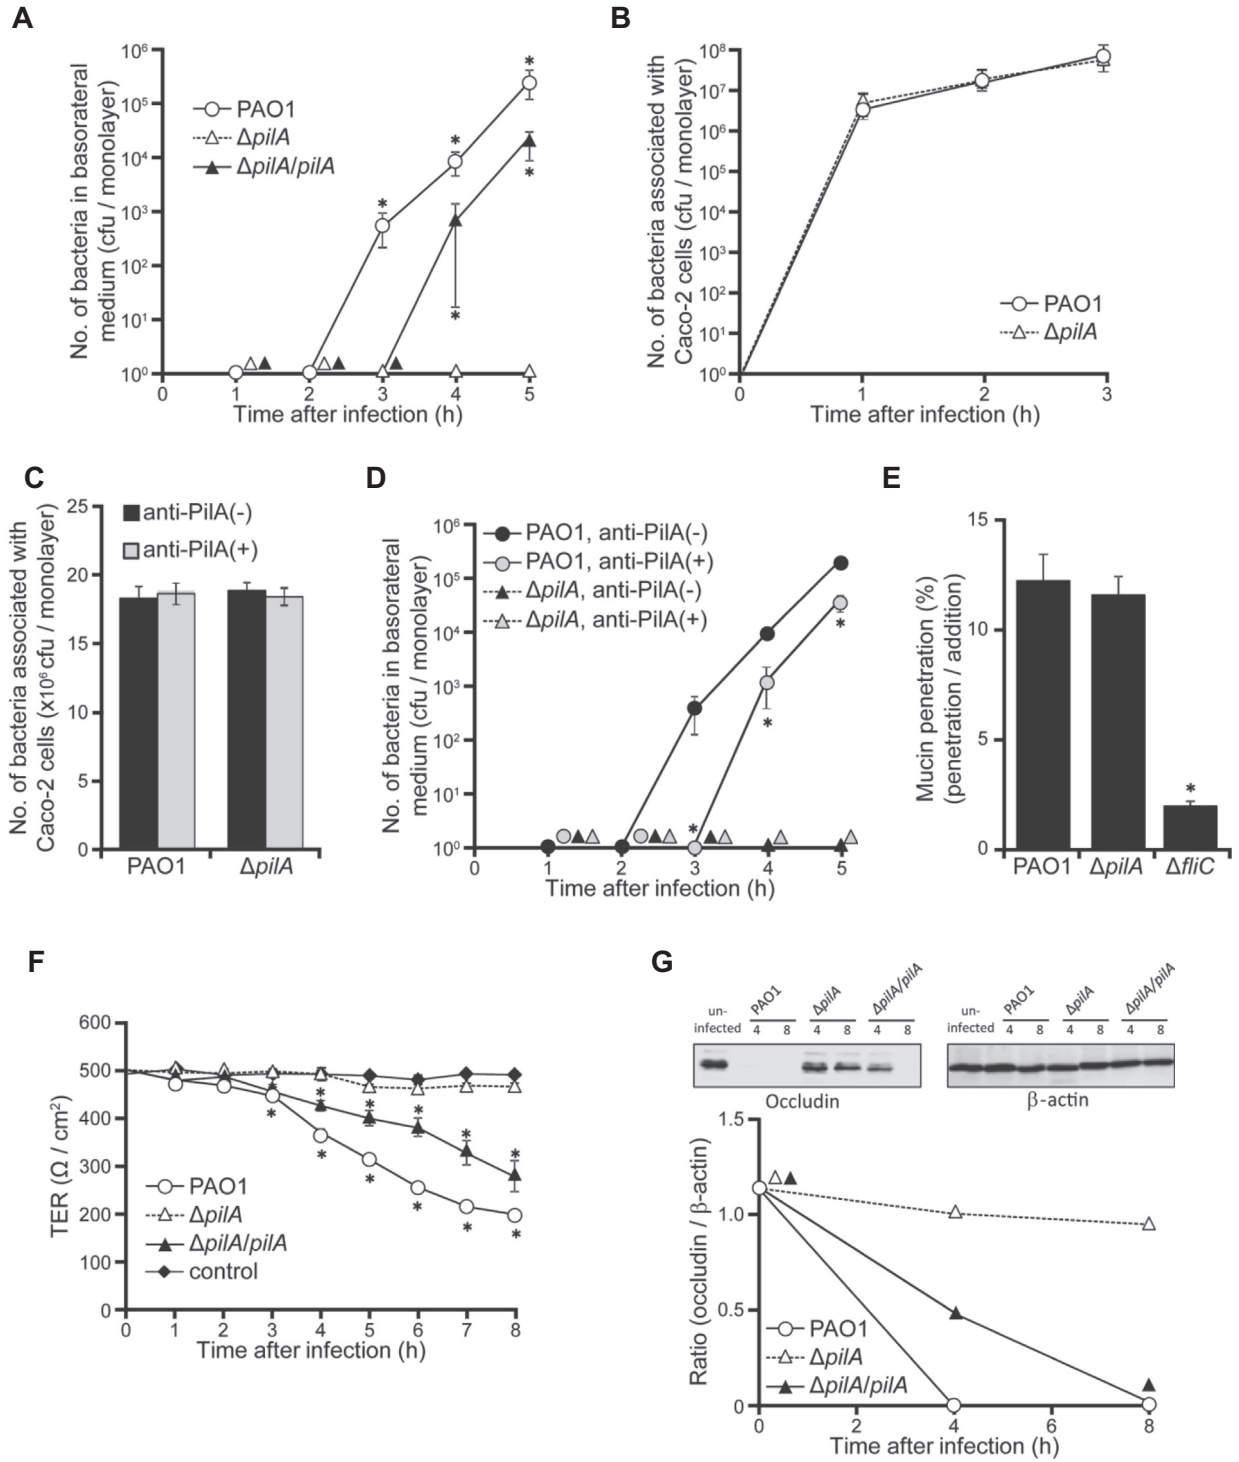 A
No. of bacteria in basorateral
medium (cfu / monolayer)
10⁶
10⁵
10⁴
10³
10²
10¹
10⁰
PAO1
ΔpilA
ΔpilA/pilA
*
*
*
*
*
0 1 2 3 4 5
Time after infection (h)
B
No. of bacteria associated with
Caco-2 cells (cfu / monolayer)
10⁸
10⁷
10⁶
10⁵
10⁴
10³
10²
10¹
10⁰
PAO1
ΔpilA
0 1 2 3
Time after infection (h)
C
No. of bacteria associated with
Caco-2 cells (x10⁶ cfu / monolayer)
25
20
15
10
5
0
anti-PilA(-)
anti-PilA(+)
PAO1 ΔpilA
D
No. of bacteria in basorateral
medium (cfu / monolayer)
10⁶
10⁵
10⁴
10³
10²
10¹
10⁰
PAO1, anti-PilA(-)
PAO1, anti-PilA(+)
ΔpilA, anti-PilA(-)
ΔpilA, anti-PilA(+)
*
*
*
0 1 2 3 4 5
Time after infection (h)
E
Mucin penetration (%)
(penetration / addition)
15
10
5
0
*
PAO1 ΔpilA ΔfliC
F
TER (Ω / cm²)
600
500
400
300
200
100
0
* * * * *
* * * * * *
PAO1
ΔpilA
ΔpilA/pilA
control
0 1 2 3 4 5 6 7 8
Time after infection (h)
G
un-
infected
PAO1 ΔpilA ΔpilA/pilA
4 8 4 8 4 8
Occludin
un-
infected
PAO1 ΔpilA ΔpilA/pilA
4 8 4 8 4 8
β-actin
Ratio (occludin / β-actin)
1.5
1.0
0.5
0
PAO1
ΔpilA
ΔpilA/pilA
0 2 4 6 8
Time after infection (h)